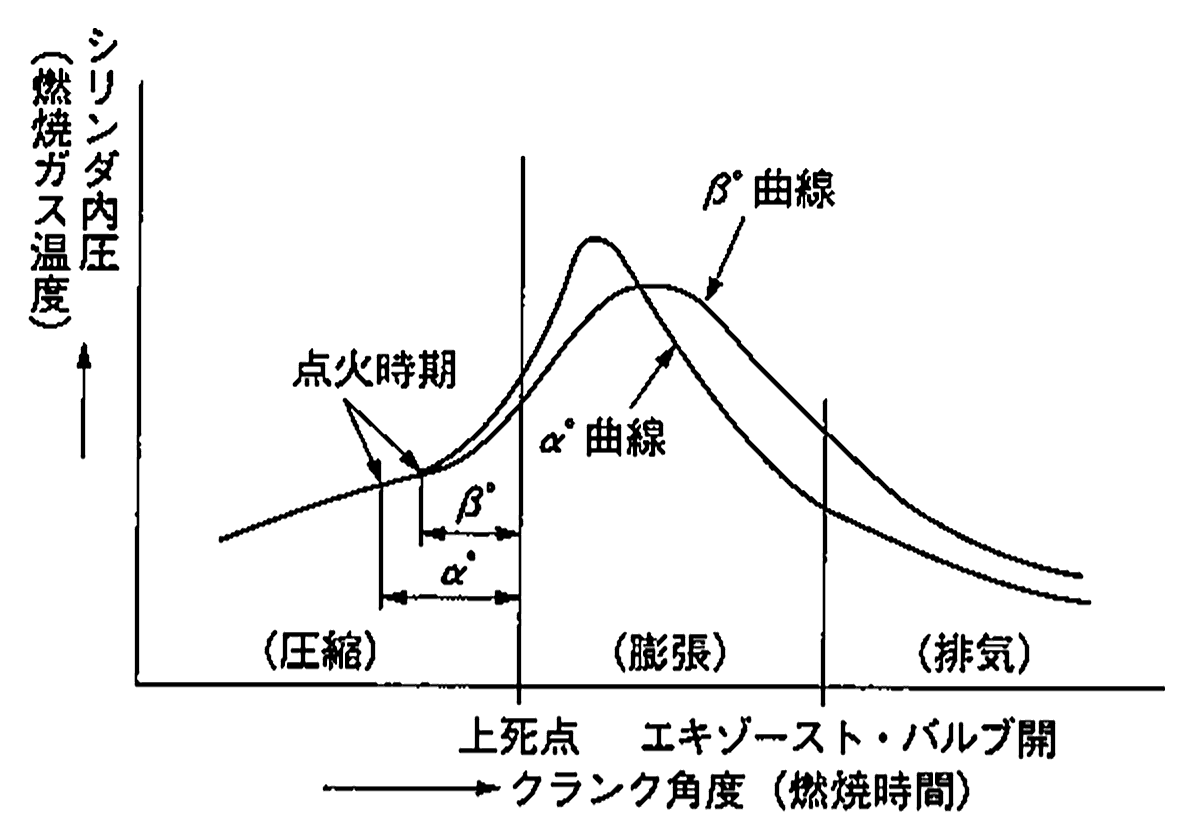 シリンダ内圧
(燃焼ガス温度)
β°曲線
点火時期
α°曲線
β°
α°
(圧縮)
(膨張)
(排気)
上死点
エキゾースト・バルブ開
クランク角度 (燃焼時間)